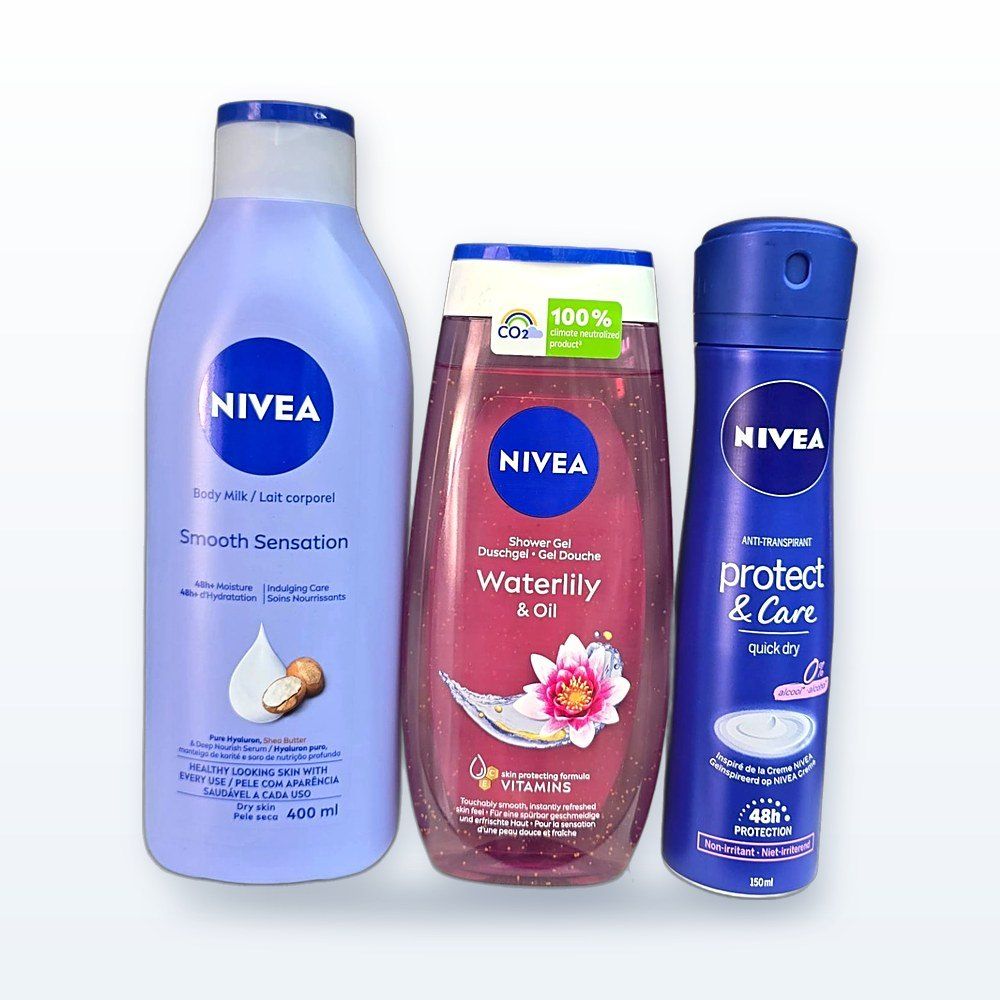 NIVEA
Body Milk / Lait corporel
Smooth Sensation
48h+ Moisture | Indulging Care
48h+ d'Hydratation | Soins Nourrissants
Pure Hyaluron, Shea Butter
& Deep Nourish Serum / Hyaluron puro,
manteiga de karité e soro de nutrição profunda
HEALTHY LOOKING SKIN WITH
EVERY USE / PELE COM APARÊNCIA
SAUDÁVEL A CADA USO
Dry skin
Pele seca 400 ml
CO2
100%
climate neutralized
product³
NIVEA
Shower Gel
Duschgel • Gel Douche
Waterlily
& Oil
C
E
skin protecting formula
VITAMINS
Touchably smooth, instantly refreshed
skin feel • Für eine spürbar geschmeidige
und erfrischte Haut • Pour la sensation
d'une peau douce et fraîche
NIVEA
ANTI-TRANSPIRANT
protect
& Care
quick dry
0%
alcool* • alcohol
Inspiré de la Creme NIVEA
Geïnspireerd op NIVEA Creme
48h
PROTECTION
Non-irritant • Niet-irriterend
150 ml